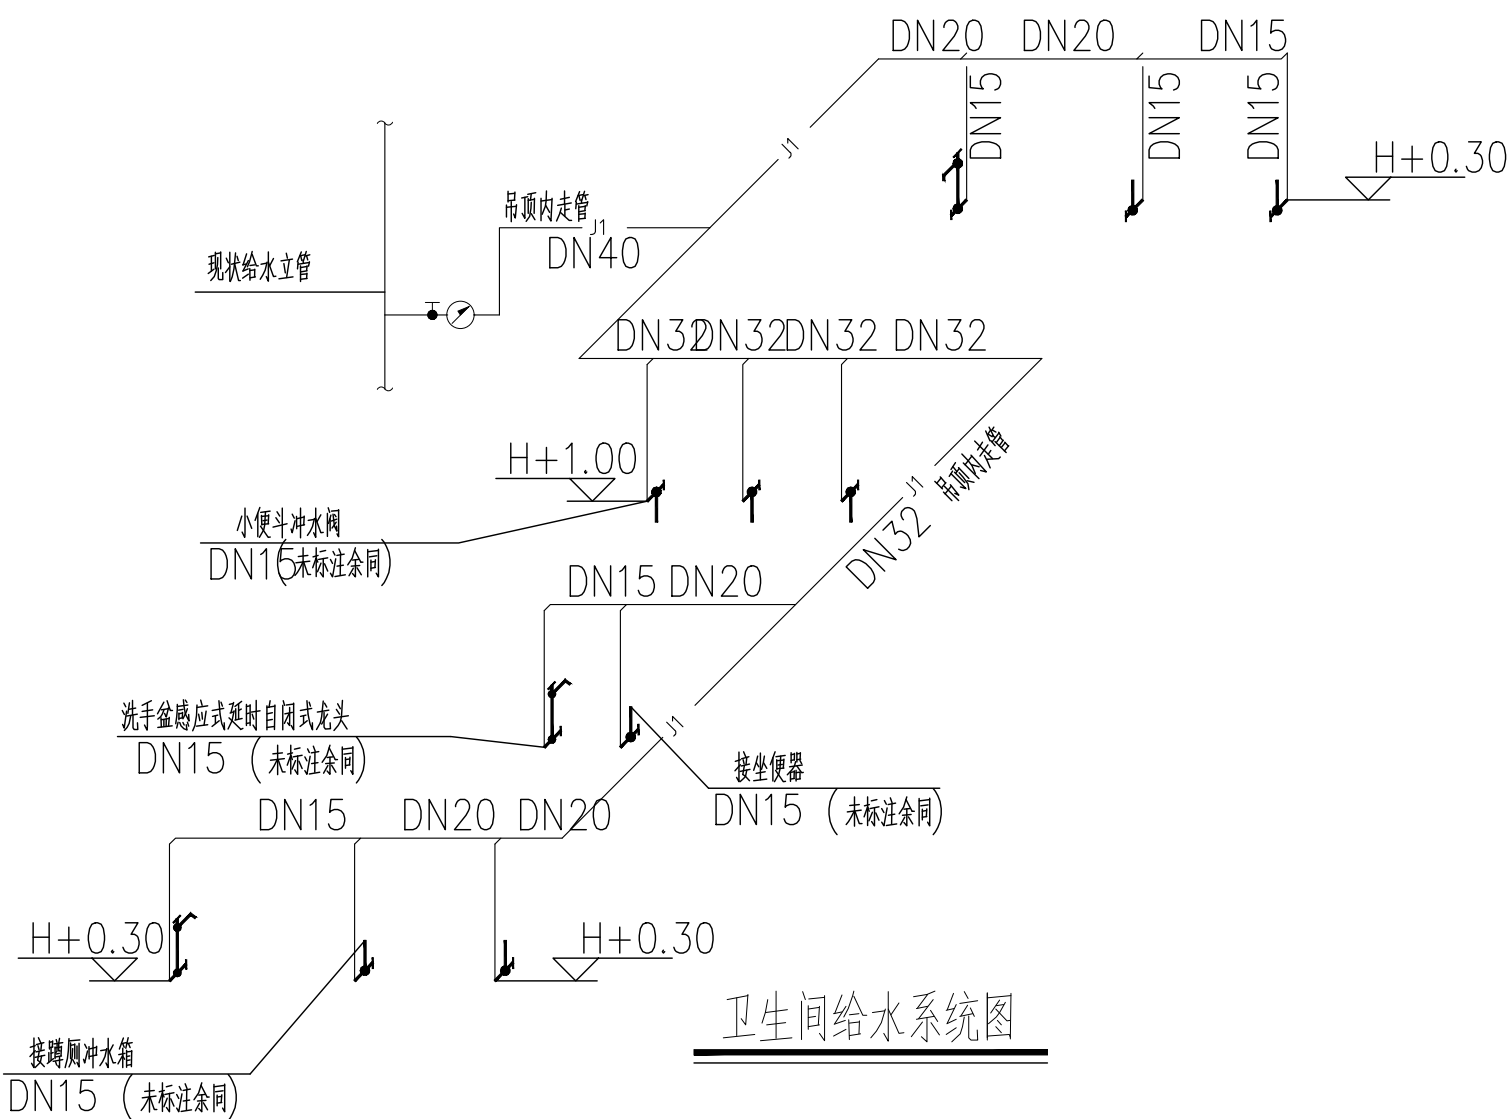 DN20 DN20 DN15
DN15
DN15
DN15
H+0.30
J1
吊顶内走管
J1
DN40
现状给水立管
DN32 DN32 DN32 DN32
H+1.00
J1
吊顶内走管
DN32
小便斗冲水阀
DN15(未标注余同)
DN15 DN20
洗手盆感应式延时自闭式龙头
DN15 (未标注余同)
J1
接坐便器
DN15 (未标注余同)
DN15 DN20 DN20
H+0.30
H+0.30
卫生间给水系统图
接蹲厕冲水箱
DN15 (未标注余同)